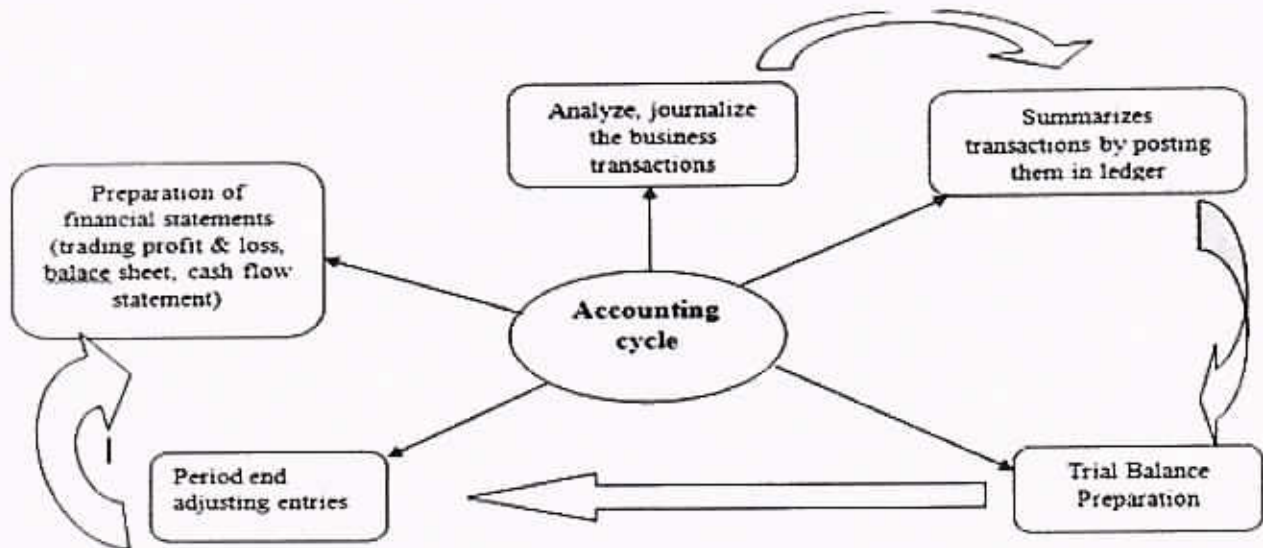 Analyze, journalize
the business
transactions
Summarizes
transactions by posting
them in ledger
Preparation of
financial statements
(trading profit & loss,
balace sheet, cash flow
statement)
Accounting
cycle
Period end
adjusting entries
Trial Balance
Preparation